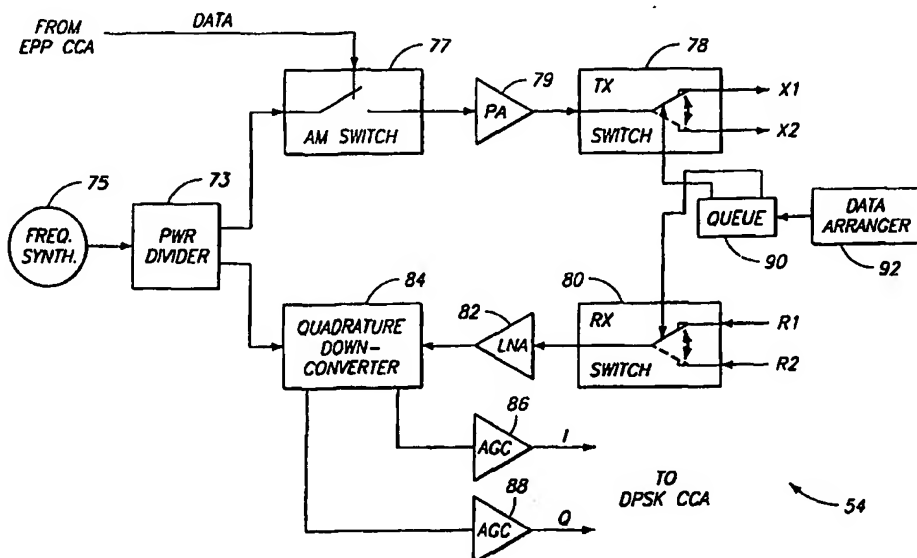 FROM
EPP CCA
DATA
77
AM SWITCH
79
PA
78
TX
SWITCH
X1
X2
75
FREQ.
SYNTH.
73
PWR
DIVIDER
QUEUE
90
DATA
ARRANGER
92
84
QUADRATURE
DOWN-
CONVERTER
82
LNA
80
RX
SWITCH
R1
R2
86
AGC
I
88
AGC
Q
TO
DPSK CCA
54